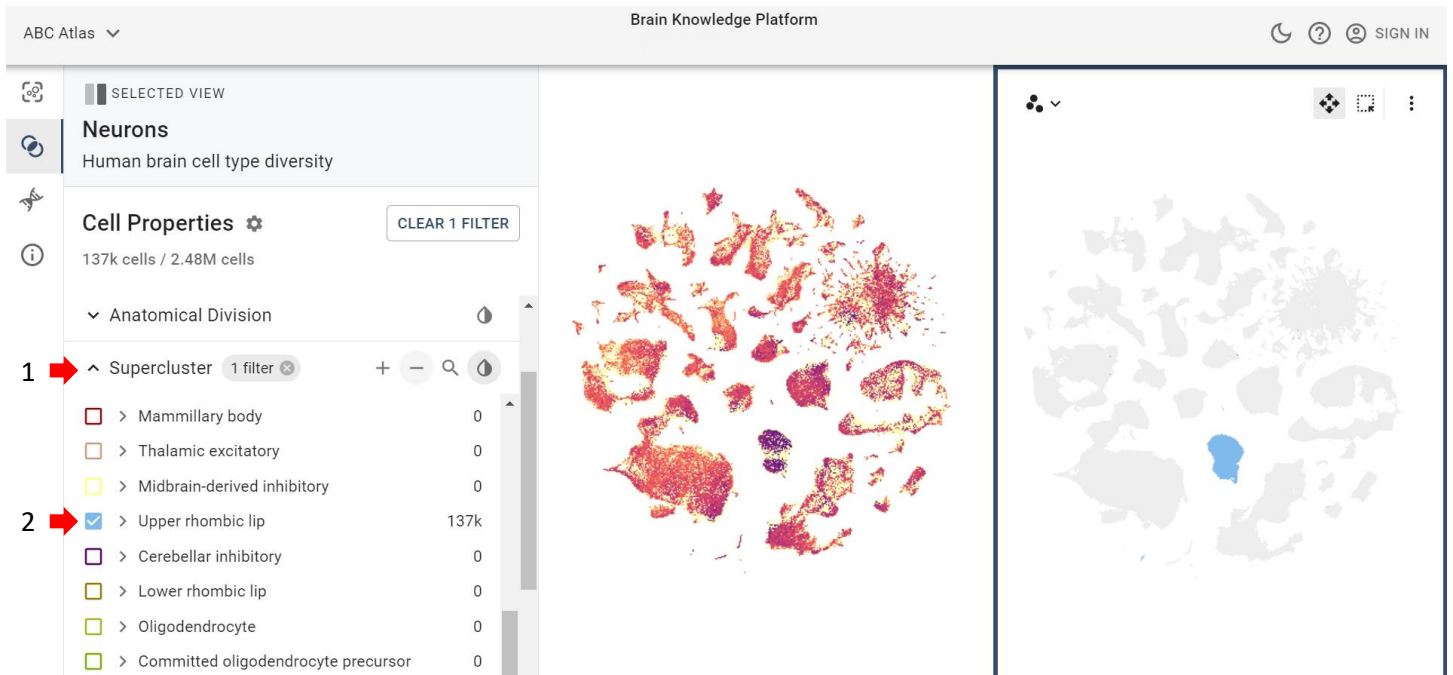 Brain Knowledge Platform
ABC Atlas
SIGN IN
SELECTED VIEW
Neurons
Human brain cell type diversity
Cell Properties
CLEAR 1 FILTER
137k cells / 2.48M cells
Anatomical Division
1
Supercluster 1 filter
Mammillary body 0
Thalamic excitatory 0
Midbrain-derived inhibitory 0
2
Upper rhombic lip 137k
Cerebellar inhibitory 0
Lower rhombic lip 0
Oligodendrocyte 0
Committed oligodendrocyte precursor 0